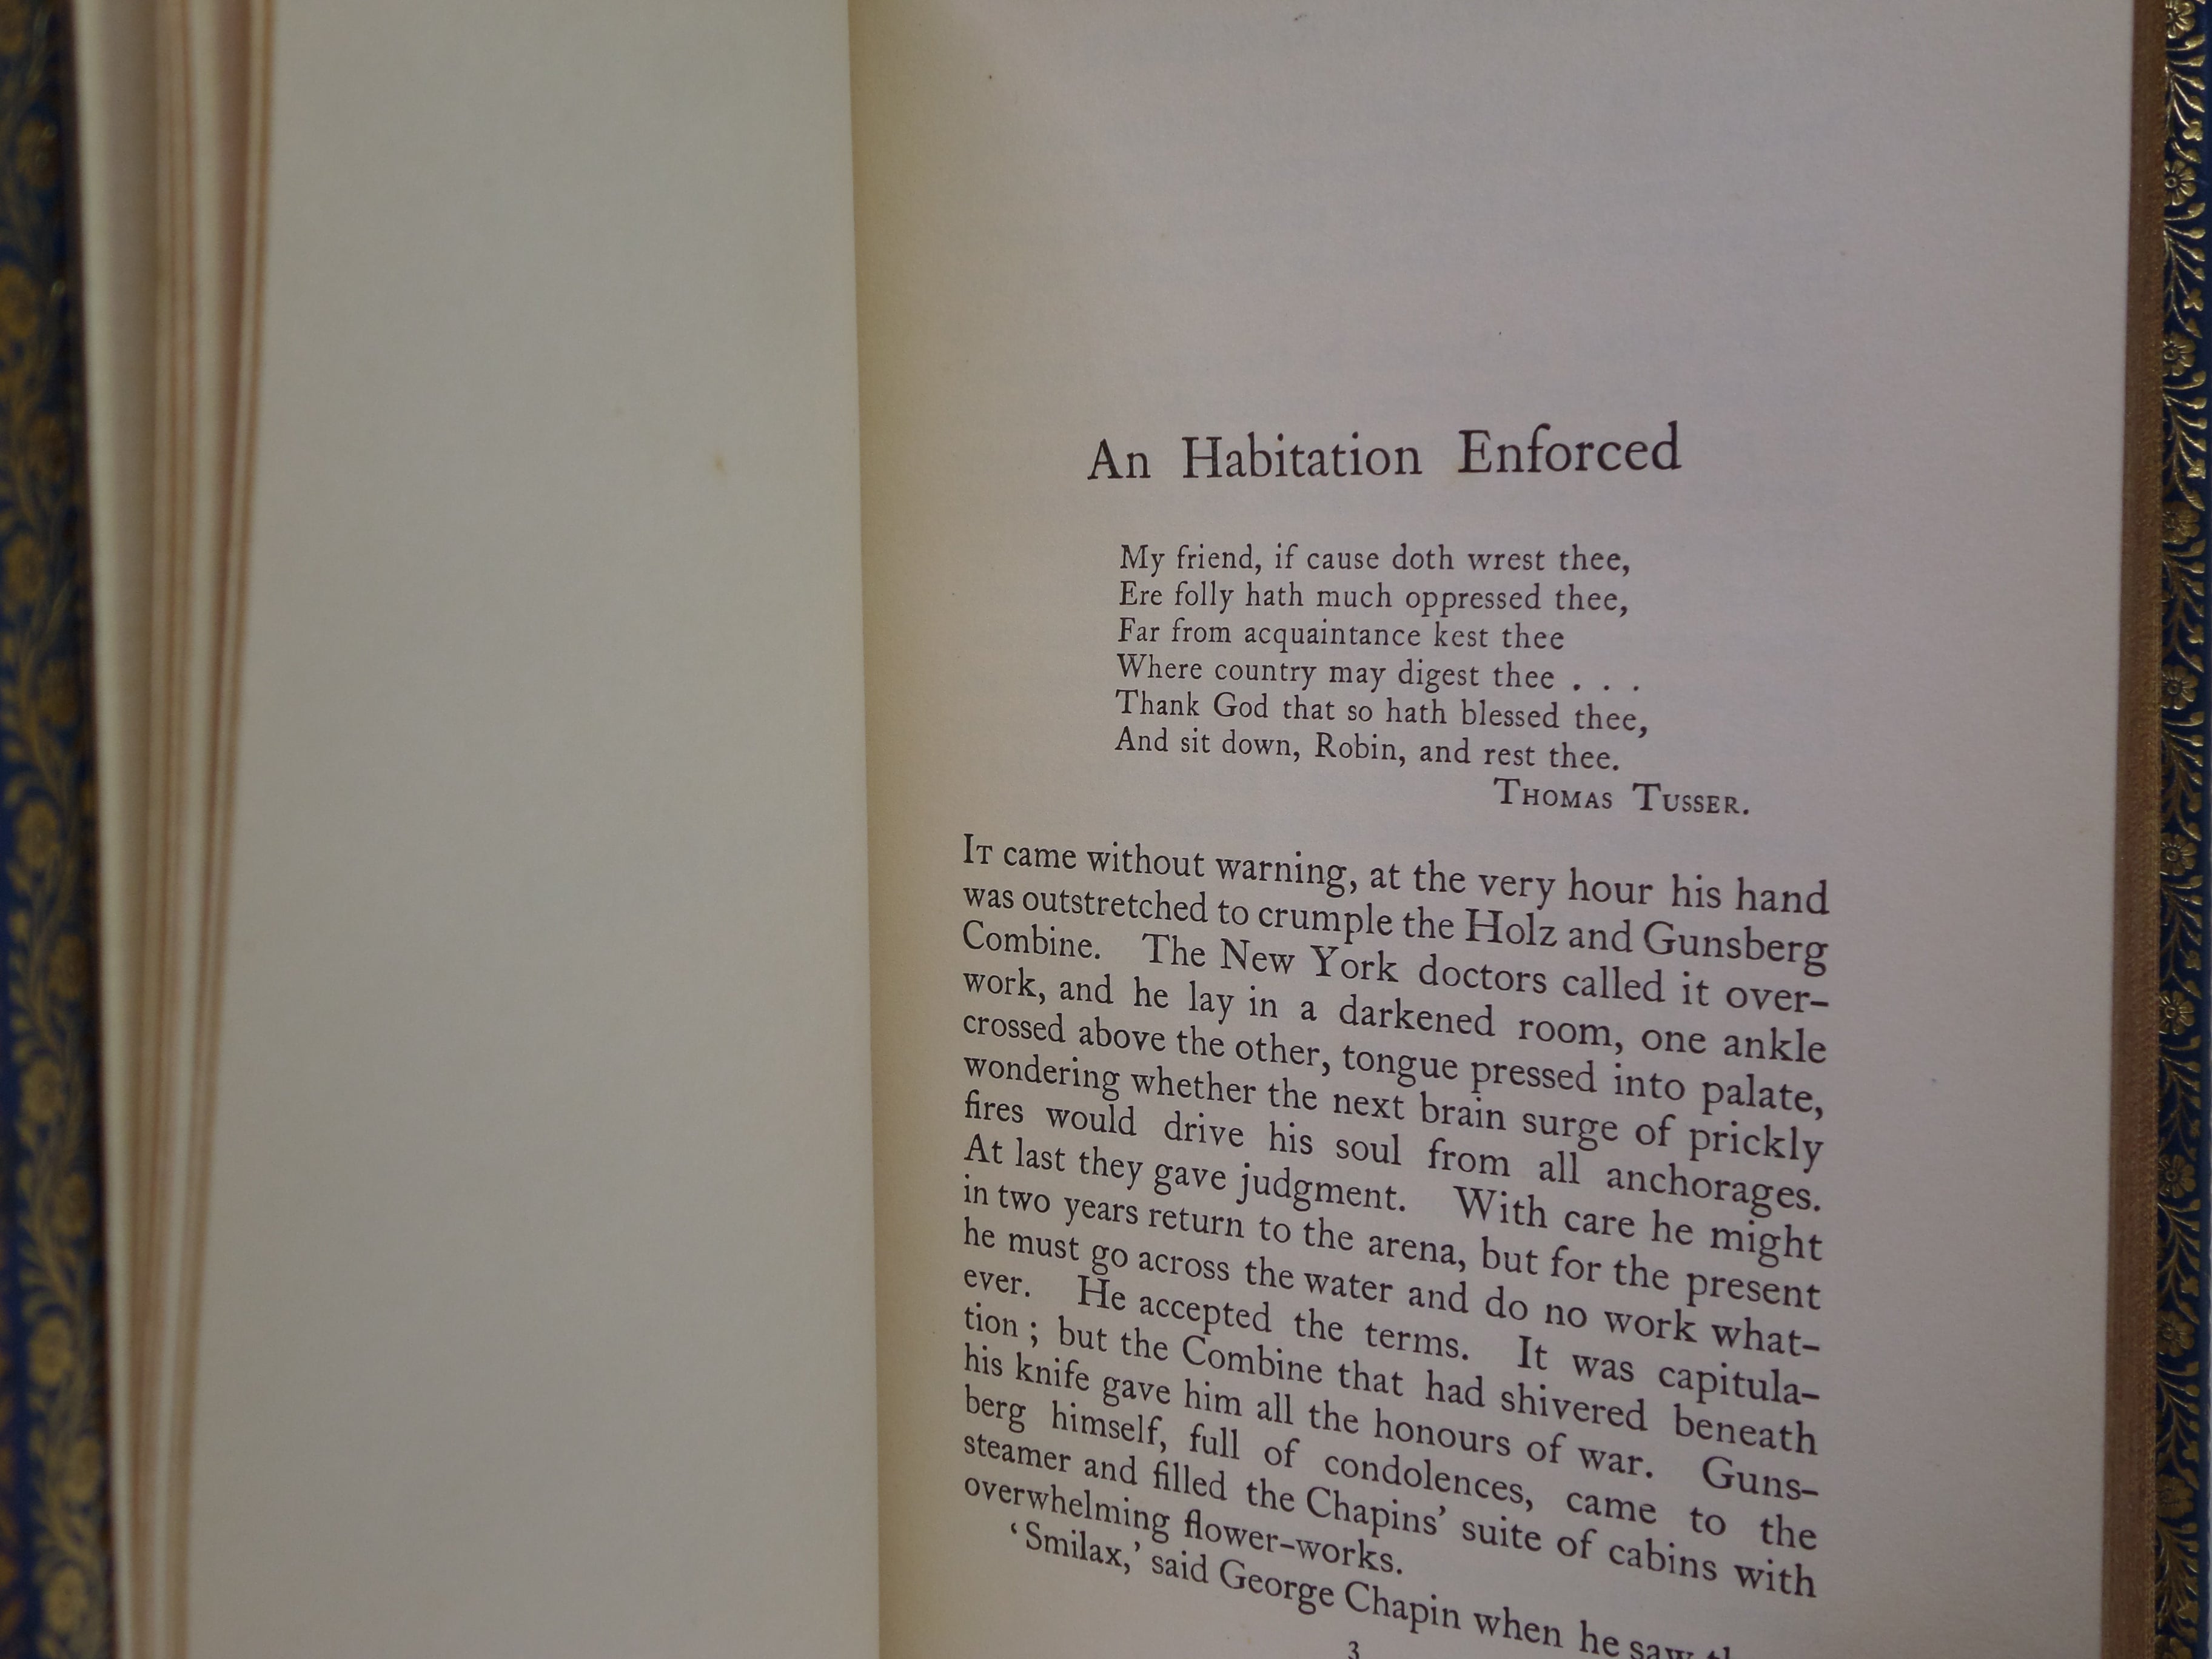 An Habitation Enforced
My friend, if cause doth wrest thee,
Ere folly hath much oppressed thee,
Far from acquaintance kest thee
Where country may digest thee . . .
Thank God that so hath blessed thee,
And sit down, Robin, and rest thee.
THOMAS TUSSER.
IT came without warning, at the very hour his hand
was outstretched to crumple the Holz and Gunsberg
Combine. The New York doctors called it over-
work, and he lay in a darkened room, one ankle
crossed above the other, tongue pressed into palate,
wondering whether the next brain surge of prickly
fires would drive his soul from all anchorages.
At last they gave judgment. With care he might
in two years return to the arena, but for the present
he must go across the water and do no work what-
ever. He accepted the terms. It was capitula-
tion ; but the Combine that had shivered beneath
his knife gave him all the honours of war. Guns-
berg himself, full of condolences, came to the
steamer and filled the Chapins' suite of cabins with
overwhelming flower-works.
‘Smilax,’ said George Chapin when he saw
3